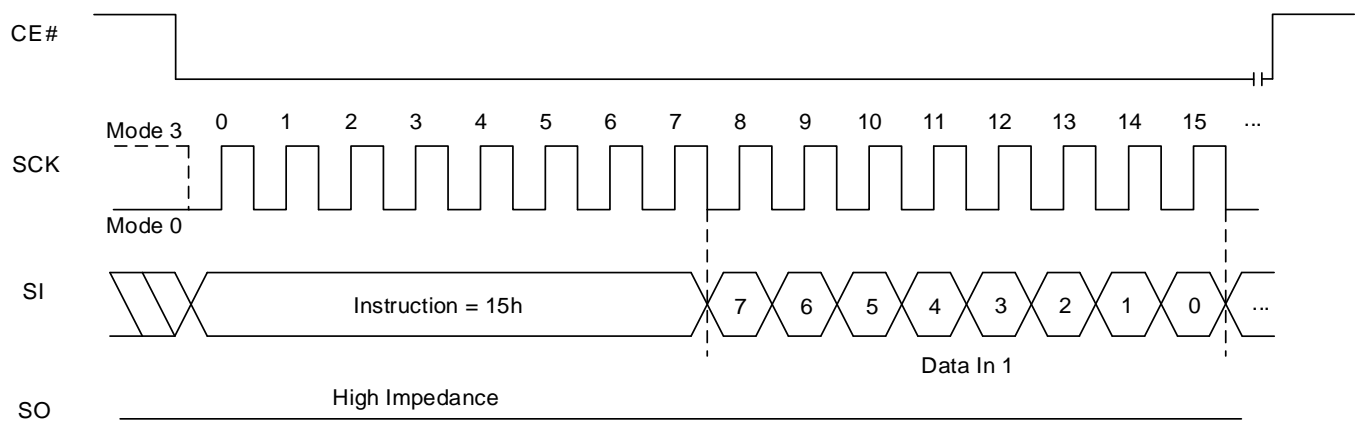 CE#
Mode 3 0 1 2 3 4 5 6 7 8 9 10 11 12 13 14 15 ...
SCK
Mode 0
SI Instruction = 15h 7 6 5 4 3 2 1 0 ...
Data In 1
High Impedance
SO